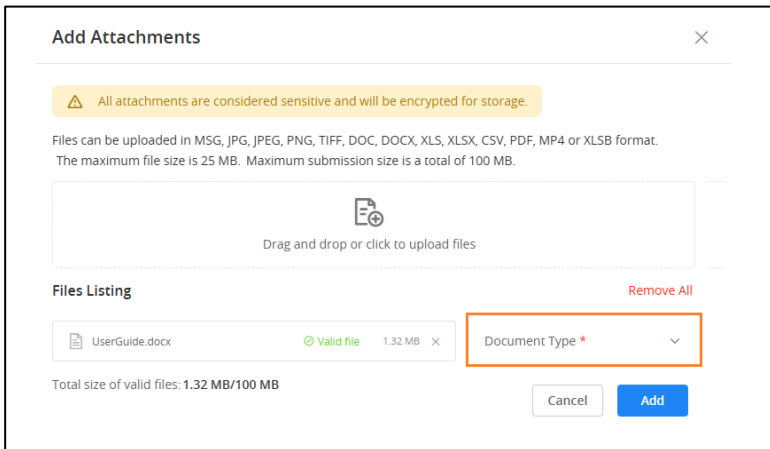 Add Attachments
All attachments are considered sensitive and will be encrypted for storage.
Files can be uploaded in MSG, JPG, JPEG, PNG, TIFF, DOC, DOCX, XLS, XLSX, CSV, PDF, MP4 or XLSB format.
The maximum file size is 25 MB. Maximum submission size is a total of 100 MB.
Drag and drop or click to upload files
Files Listing
Remove All
UserGuide.docx
Valid file
1.32 MB
Document Type *
Total size of valid files: 1.32 MB/100 MB
Cancel
Add